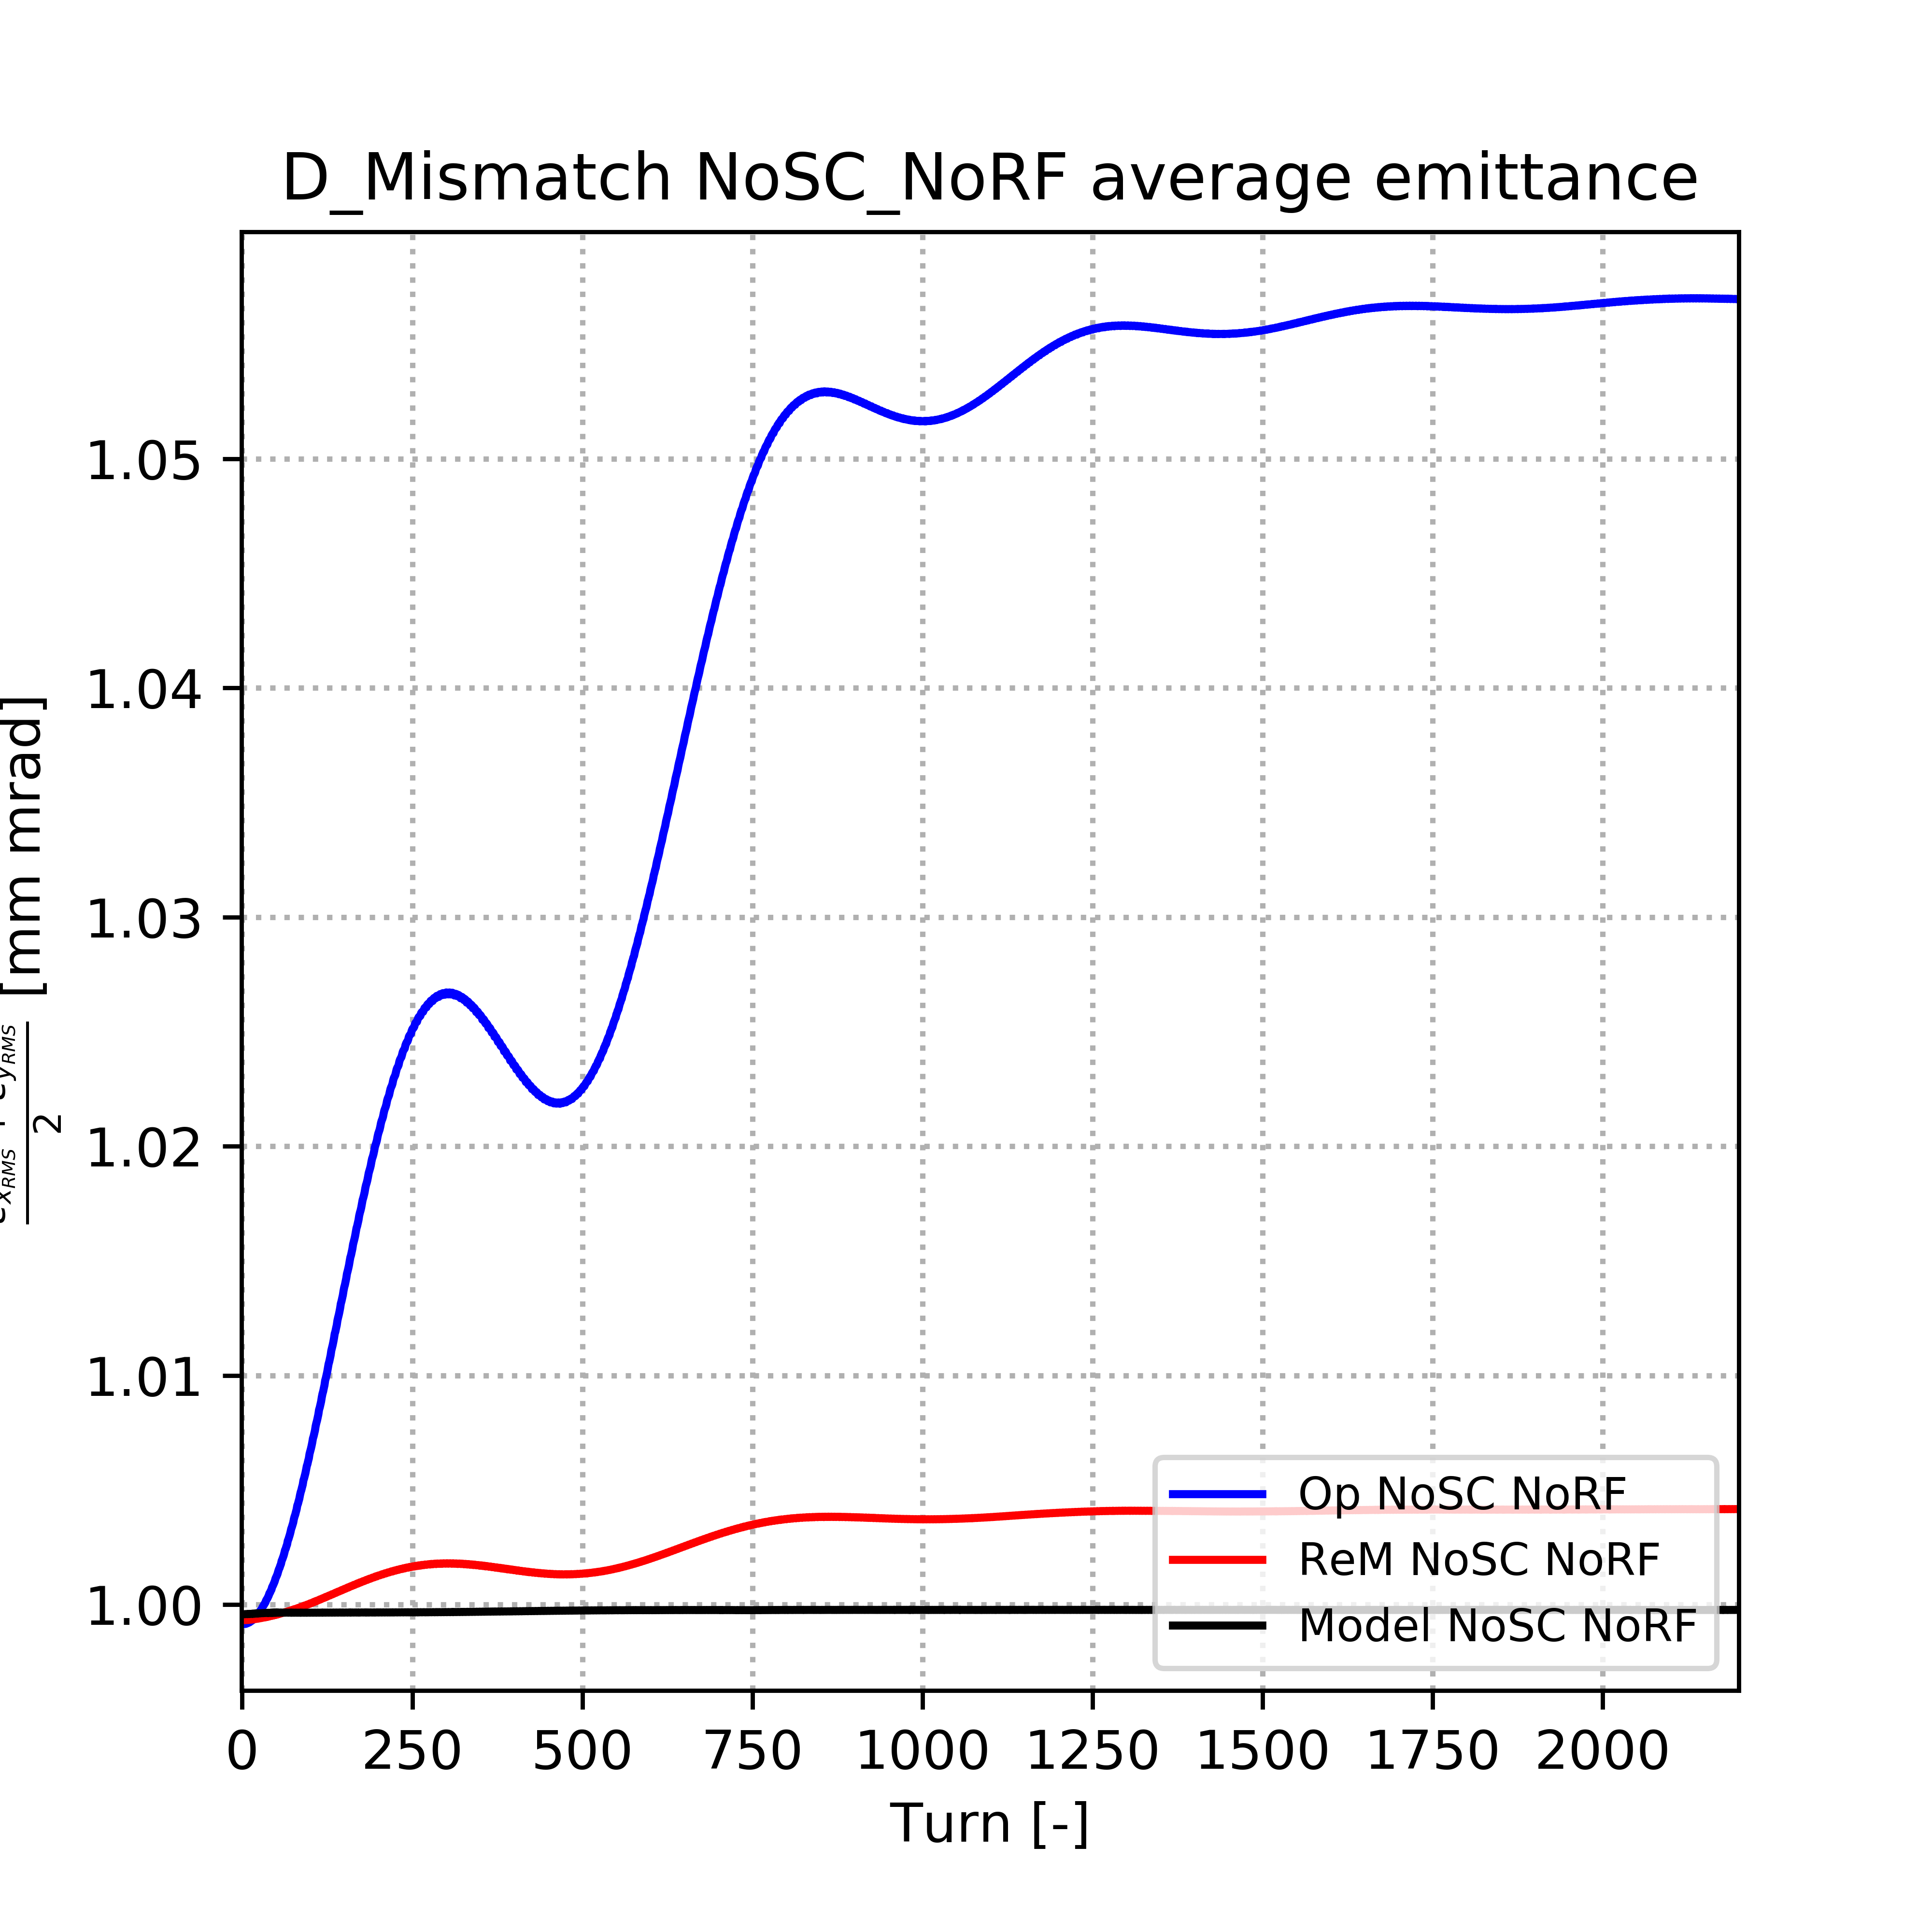 D_Mismatch NoSC_NoRF average emittance
[mm mrad]
2
1.05
1.04
1.03
1.02
1.01
1.00
Op NoSC NoRF
ReM NoSC NoRF
Model NoSC NoRF
0 250 500 750 1000 1250 1500 1750 2000
Turn [-]